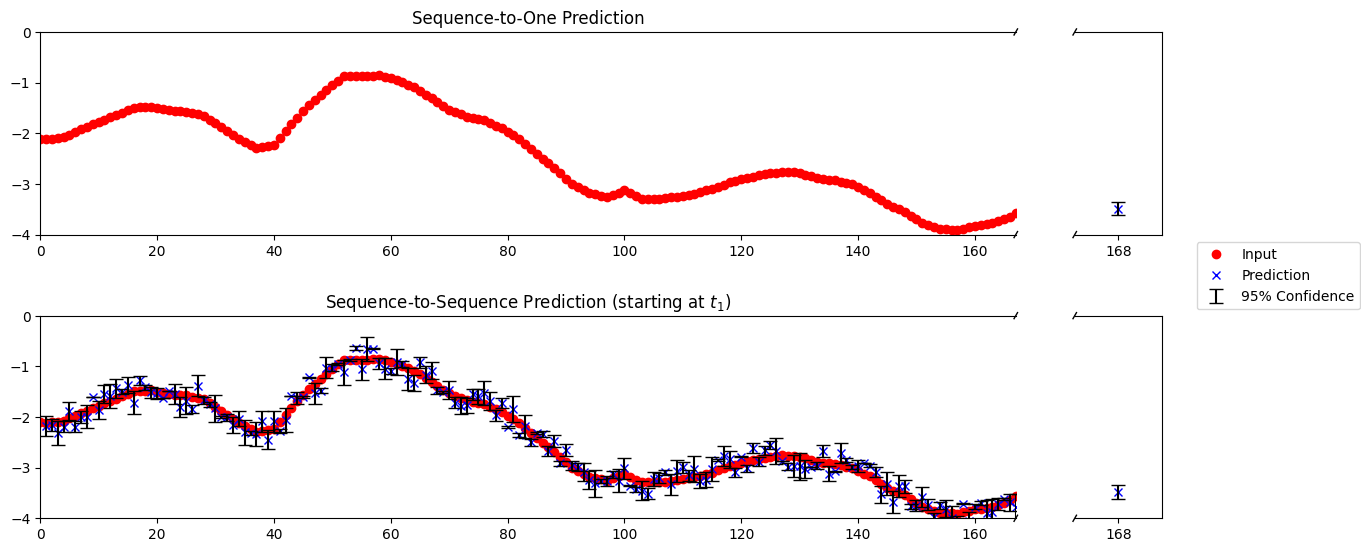 Sequence-to-One Prediction
0
−1
−2
−3
−4
0 20 40 60 80 100 120 140 160 168
Input
Prediction
95% Confidence
Sequence-to-Sequence Prediction (starting at t₁)
0
−1
−2
−3
−4
0 20 40 60 80 100 120 140 160 168